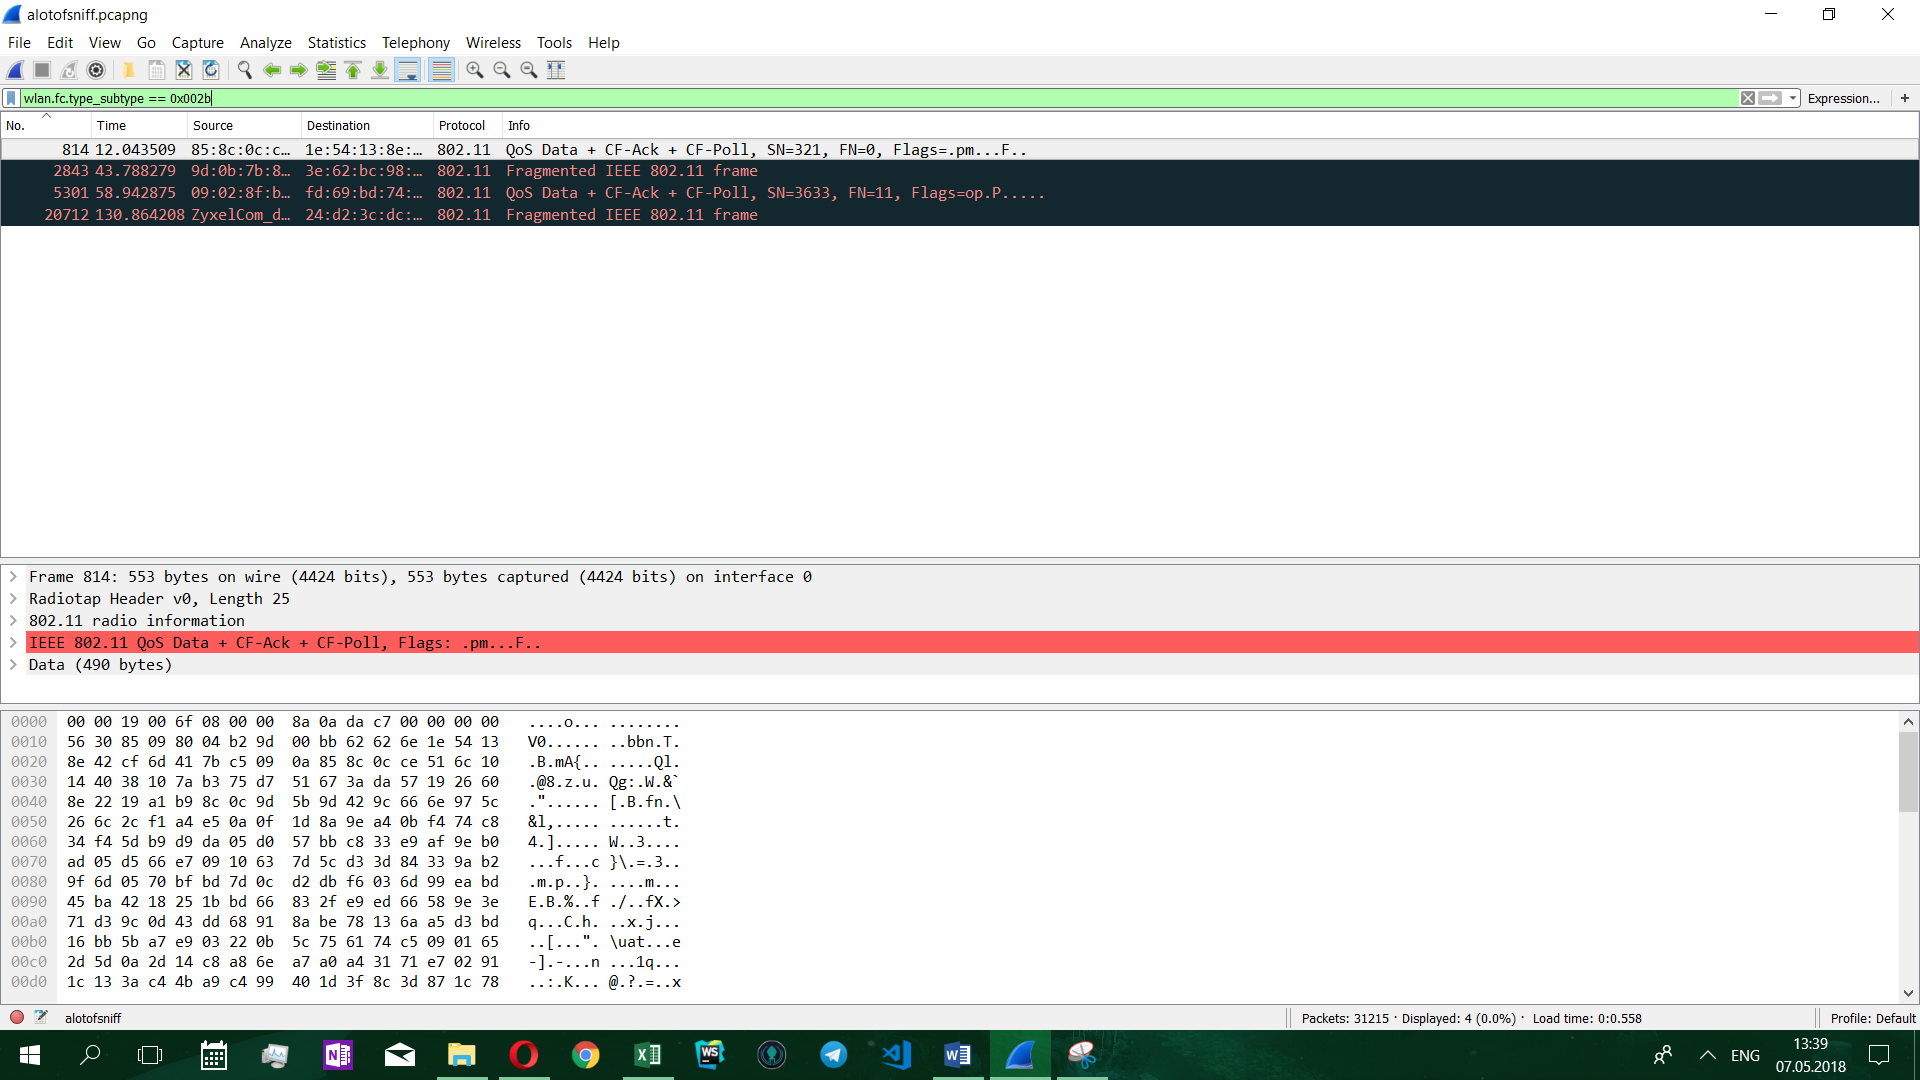 alotofsniff.pcapng
File Edit View Go Capture Analyze Statistics Telephony Wireless Tools Help
wlan.fc.type_subtype == 0x002b Expression... +
No. Time Source Destination Protocol Info
814 12.043509 85:8c:0c:c… 1e:54:13:8e:… 802.11 QoS Data + CF-Ack + CF-Poll, SN=321, FN=0, Flags=.pm...F..
2843 43.788279 9d:0b:7b:8… 3e:62:bc:98:… 802.11 Fragmented IEEE 802.11 frame
5301 58.942875 09:02:8f:b… fd:69:bd:74:… 802.11 QoS Data + CF-Ack + CF-Poll, SN=3633, FN=11, Flags=op.P.....
20712 130.864208 ZyxelCom_d… 24:d2:3c:dc:… 802.11 Fragmented IEEE 802.11 frame
Frame 814: 553 bytes on wire (4424 bits), 553 bytes captured (4424 bits) on interface 0
Radiotap Header v0, Length 25
802.11 radio information
IEEE 802.11 QoS Data + CF-Ack + CF-Poll, Flags: .pm...F..
Data (490 bytes)
0000 00 00 19 00 6f 08 00 00 8a 0a da c7 00 00 00 00 ....o... ........
0010 56 30 85 09 80 04 b2 9d 00 bb 62 62 6e 1e 54 13 V0...... ..bbn.T.
0020 8e 42 cf 6d 41 7b c5 09 0a 85 8c 0c ce 51 6c 10 .B.mA{.. .....Ql.
0030 14 40 38 10 7a b3 75 d7 51 67 3a da 57 19 26 60 .@8.z.u. Qg:.W.&`
0040 8e 22 19 a1 b9 8c 0c 9d 5b 9d 42 9c 66 6e 97 5c ."...... [.B.fn.\
0050 26 6c 2c f1 a4 e5 0a 0f 1d 8a 9e a4 0b f4 74 c8 &l,..... ......t.
0060 34 f4 5d b9 d9 da 05 d0 57 bb c8 33 e9 af 9e b0 4.]..... W..3....
0070 ad 05 d5 66 e7 09 10 63 7d 5c d3 3d 84 33 9a b2 ...f...c }\.=.3..
0080 9f 6d 05 70 bf bd 7d 0c d2 db f6 03 6d 99 ea bd .m.p..}. ....m...
0090 45 ba 42 18 25 1b bd 66 83 2f e9 ed 66 58 9e 3e E.B.%..f ./..fX.>
00a0 71 d3 9c 0d 43 dd 68 91 8a be 78 13 6a a5 d3 bd q...C.h. ..x.j...
00b0 16 bb 5b a7 e9 03 22 0b 5c 75 61 74 c5 09 01 65 ..[...". \uat...e
00c0 2d 5d 0a 2d 14 c8 a8 6e a7 a0 a4 31 71 e7 02 91 -].-...n ...1q...
00d0 1c 13 3a c4 4b a9 c4 99 40 1d 3f 8c 3d 87 1c 78 ..:.K... @.?.=..x
alotofsniff Packets: 31215 · Displayed: 4 (0.0%) · Load time: 0:0.558 Profile: Default
ENG 13:39
07.05.2018